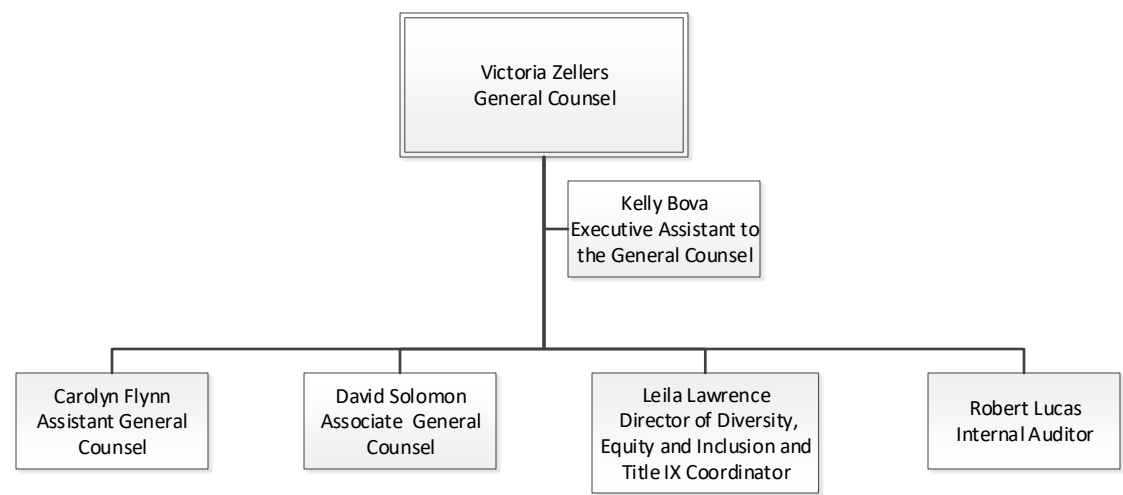 Victoria Zellers
General Counsel
Kelly Bova
Executive Assistant to
the General Counsel
Carolyn Flynn
Assistant General
Counsel
David Solomon
Associate General
Counsel
Leila Lawrence
Director of Diversity,
Equity and Inclusion and
Title IX Coordinator
Robert Lucas
Internal Auditor